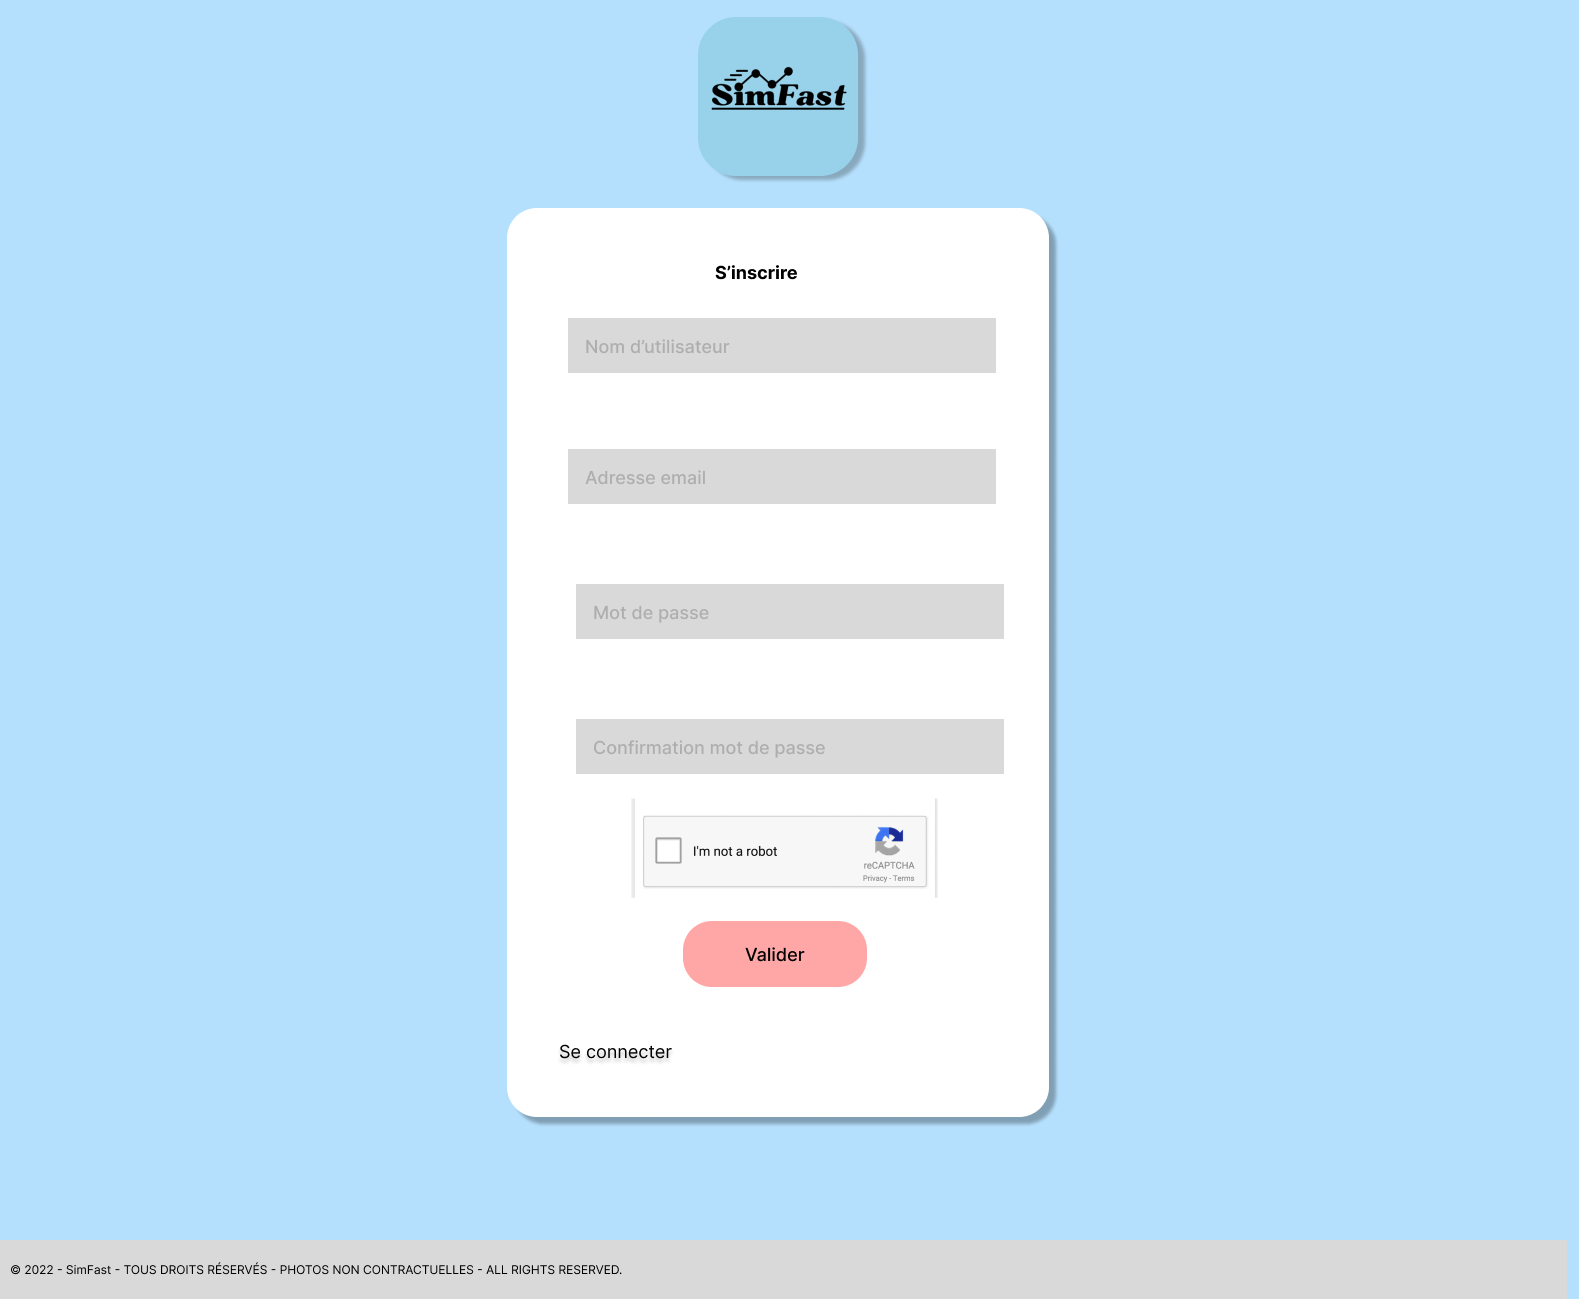 SimFast
S’inscrire
Nom d’utilisateur
Adresse email
Mot de passe
Confirmation mot de passe
I'm not a robot
reCAPTCHA
Privacy - Terms
Valider
Se connecter
© 2022 - SimFast - TOUS DROITS RÉSERVÉS - PHOTOS NON CONTRACTUELLES - ALL RIGHTS RESERVED.